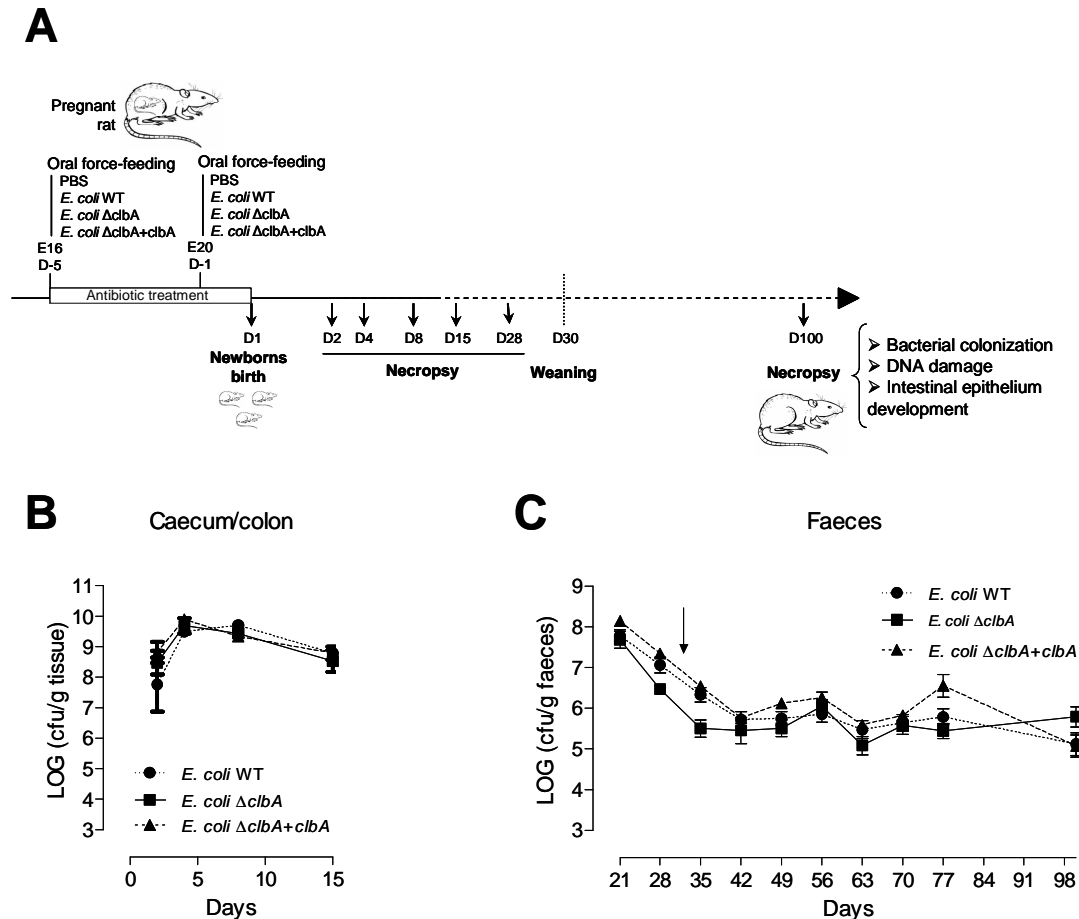 A
Pregnant
rat
Oral force-feeding
PBS
E. coli WT
E. coli ΔclbA
E. coli ΔclbA+clbA
E16
D-5
Oral force-feeding
PBS
E. coli WT
E. coli ΔclbA
E. coli ΔclbA+clbA
E20
D-1
Antibiotic treatment
D1
Newborns
birth
D2 D4 D8 D15 D28
Necropsy
D30
Weaning
D100
Necropsy
➢ Bacterial colonization
➢ DNA damage
➢ Intestinal epithelium
development
B
Caecum/colon
LOG (cfu/g tissue)
11
10
9
8
7
6
5
4
3
E. coli WT
E. coli ΔclbA
E. coli ΔclbA+clbA
0 5 10 15
Days
C
Faeces
LOG (cfu/g faeces)
9
8
7
6
5
4
3
E. coli WT
E. coli ΔclbA
E. coli ΔclbA+clbA
21 28 35 42 49 56 63 70 77 84 91 98
Days